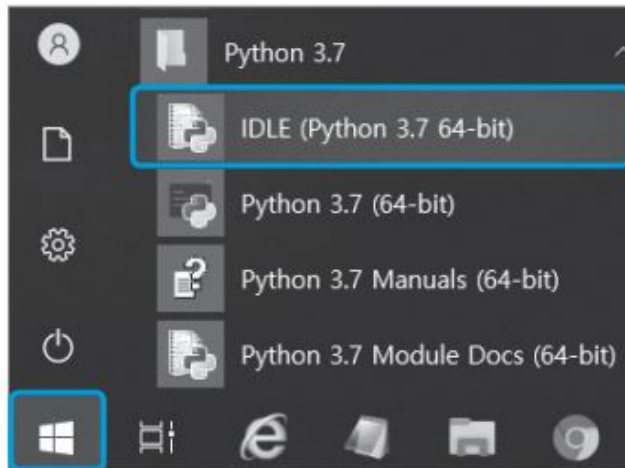 Python 3.7
IDLE (Python 3.7 64-bit)
Python 3.7 (64-bit)
Python 3.7 Manuals (64-bit)
Python 3.7 Module Docs (64-bit)